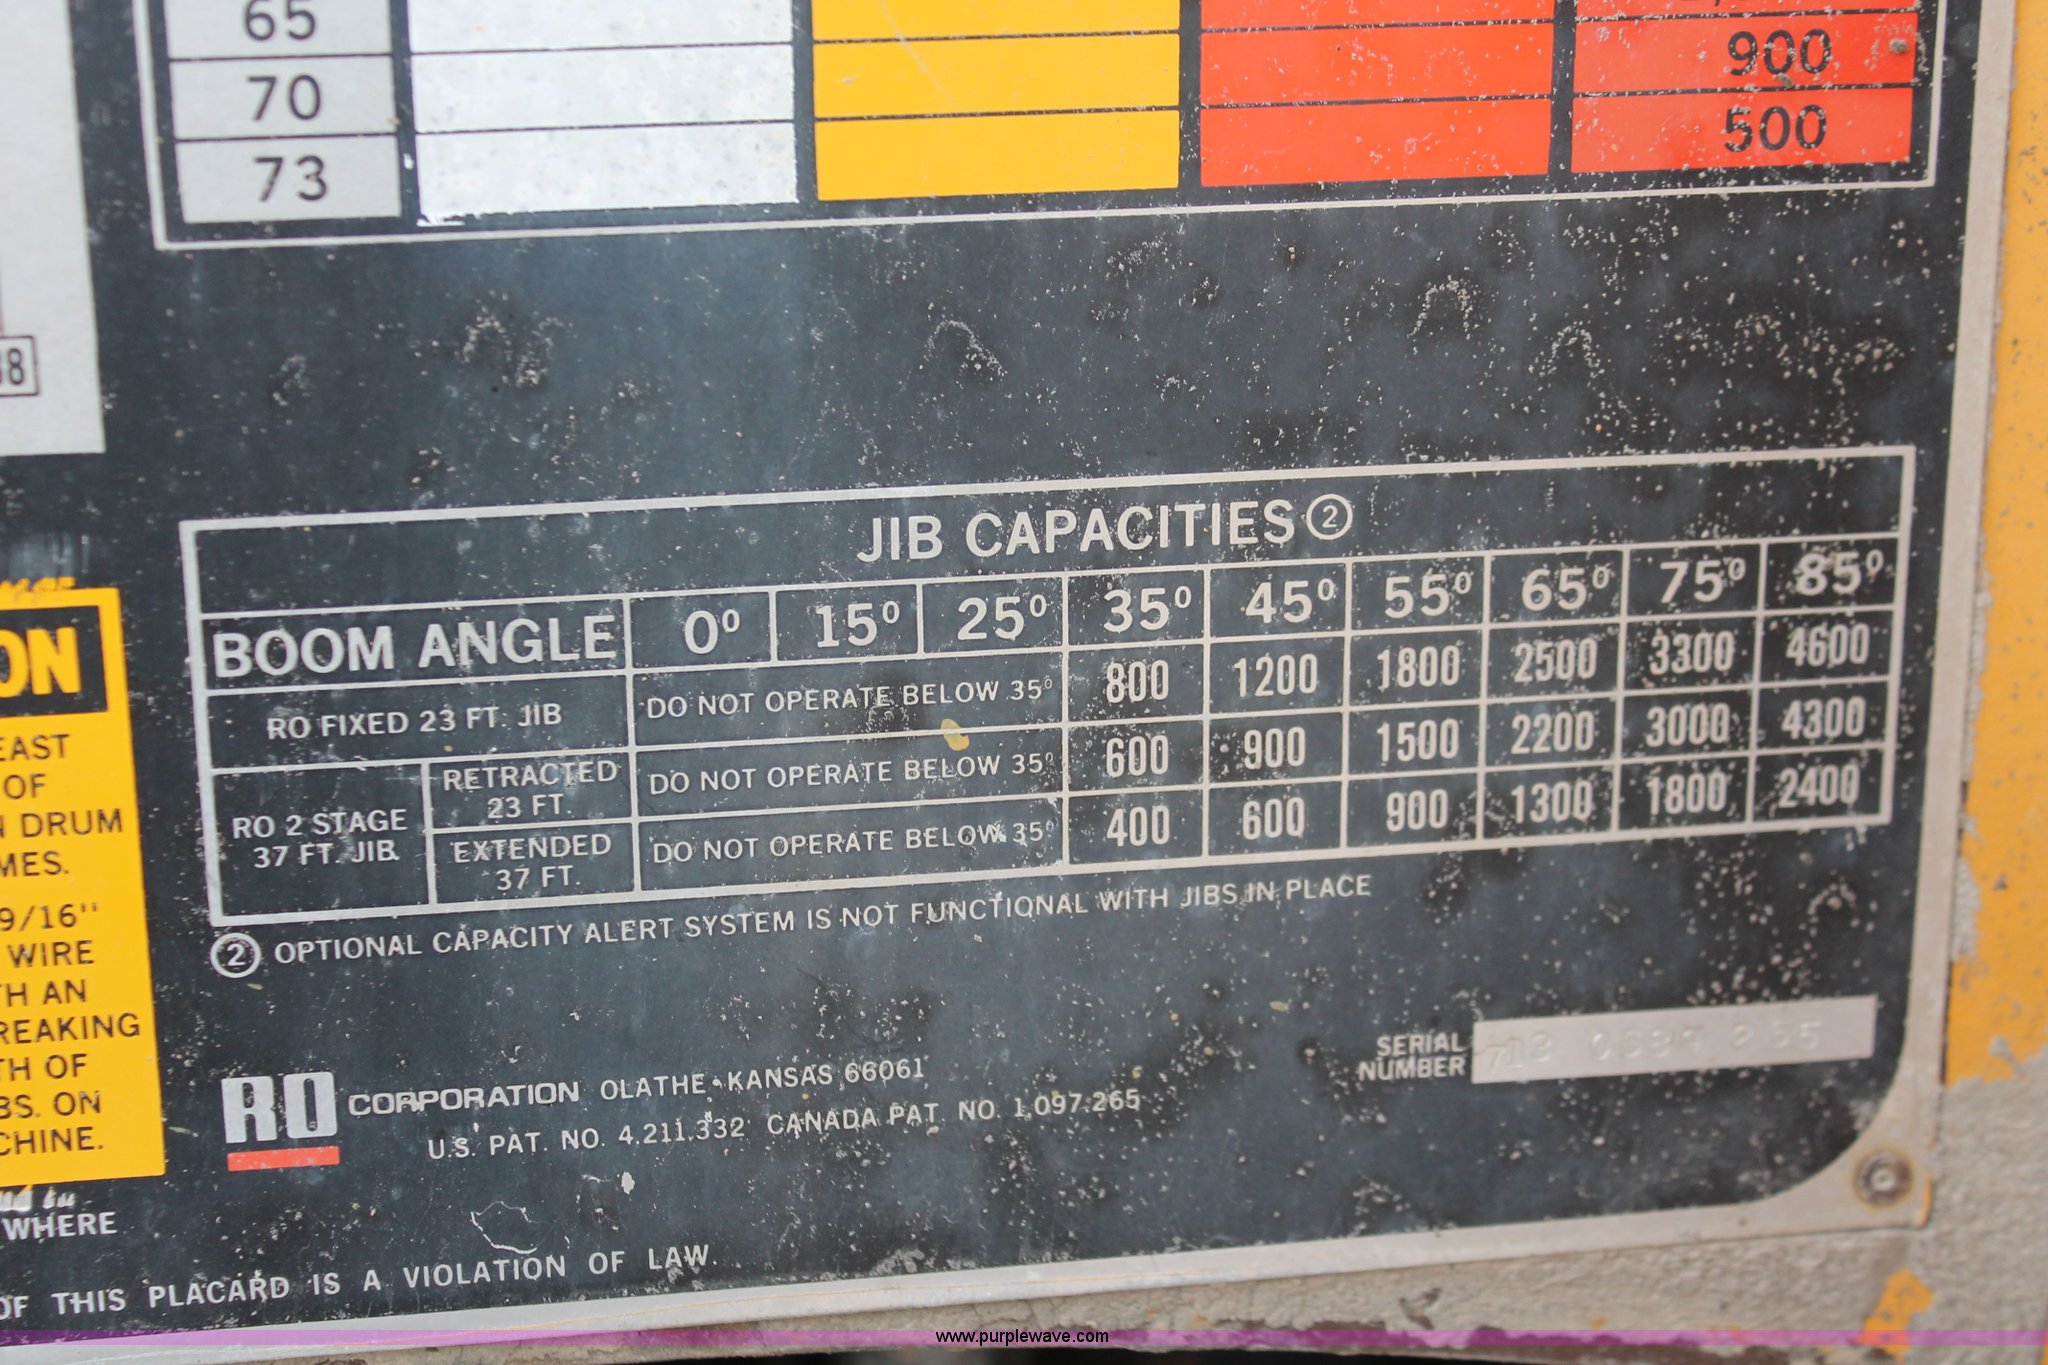 65
70 900
73 500
98
JIB CAPACITIES ②
BOOM ANGLE 0° 15° 25° 35° 45° 55° 65° 75° 85°
RO FIXED 23 FT. JIB DO NOT OPERATE BELOW 35° 800 1200 1800 2500 3300 4600
RO 2 STAGE 37 FT. JIB RETRACTED 23 FT. DO NOT OPERATE BELOW 35° 600 900 1500 2200 3000 4300
EXTENDED 37 FT. DO NOT OPERATE BELOW 35° 400 600 900 1300 1800 2400
② OPTIONAL CAPACITY ALERT SYSTEM IS NOT FUNCTIONAL WITH JIBS IN PLACE
ON
EAST
OF
N DRUM
MES.
9/16"
WIRE
TH AN
REAKING
TH OF
BS. ON
CHINE.
WHERE
SERIAL
NUMBER
RO CORPORATION OLATHE, KANSAS 66061
U.S. PAT. NO. 4,211,332 CANADA PAT. NO. 1,097,265
OF THIS PLACARD IS A VIOLATION OF LAW.
www.purplewave.com